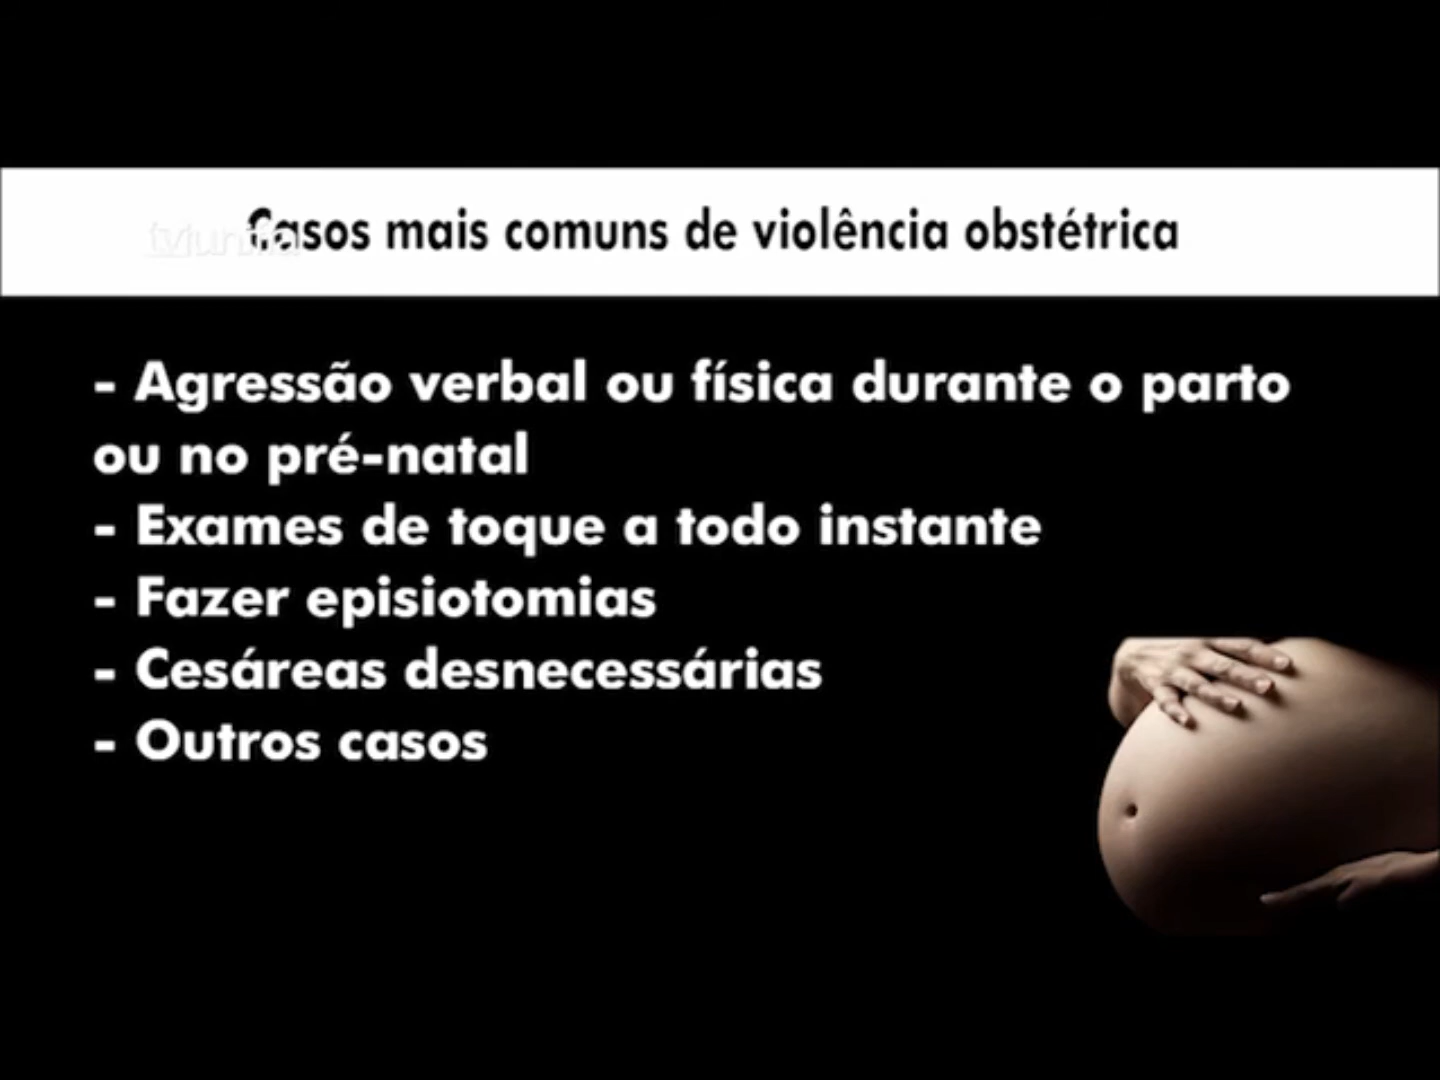 Casos mais comuns de violência obstétrica
- Agressão verbal ou física durante o parto
ou no pré-natal
- Exames de toque a todo instante
- Fazer episiotomias
- Cesáreas desnecessárias
- Outros casos